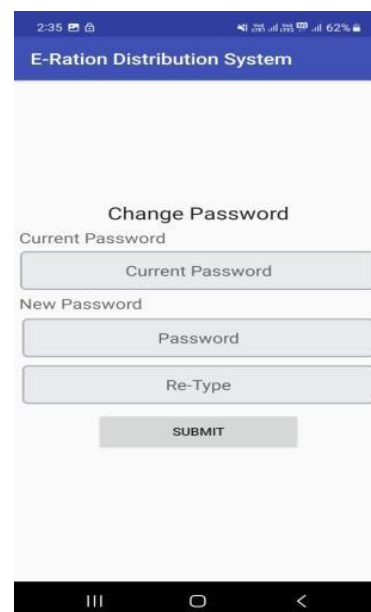 2:35 62%
E-Ration Distribution System
Change Password
Current Password
Current Password
New Password
Password
Re-Type
SUBMIT